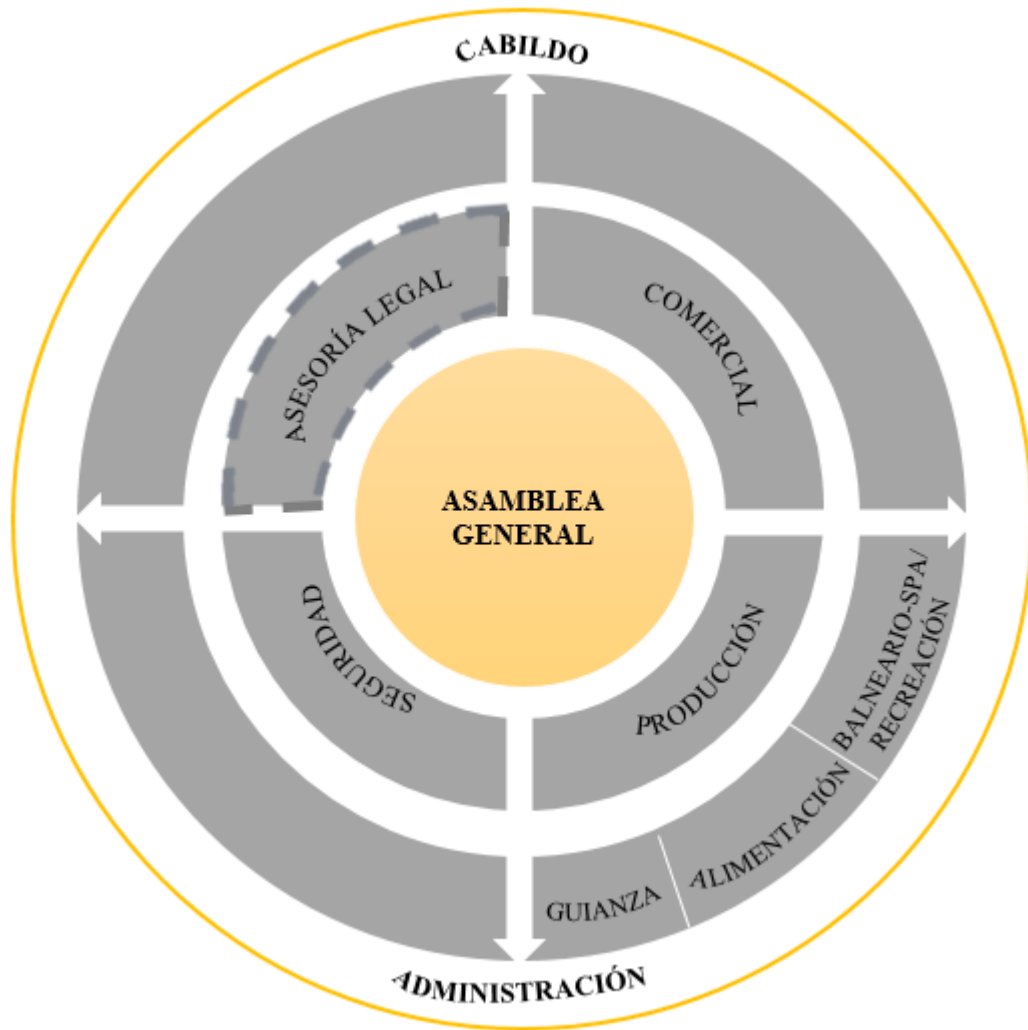 CABILDO
ASESORÍA LEGAL
COMERCIAL
ASAMBLEA
GENERAL
SEGURIDAD
PRODUCCIÓN
BALNEARIO-SPA/
RECREACIÓN
ALIMENTACIÓN
GUIANZA
ADMINISTRACIÓN